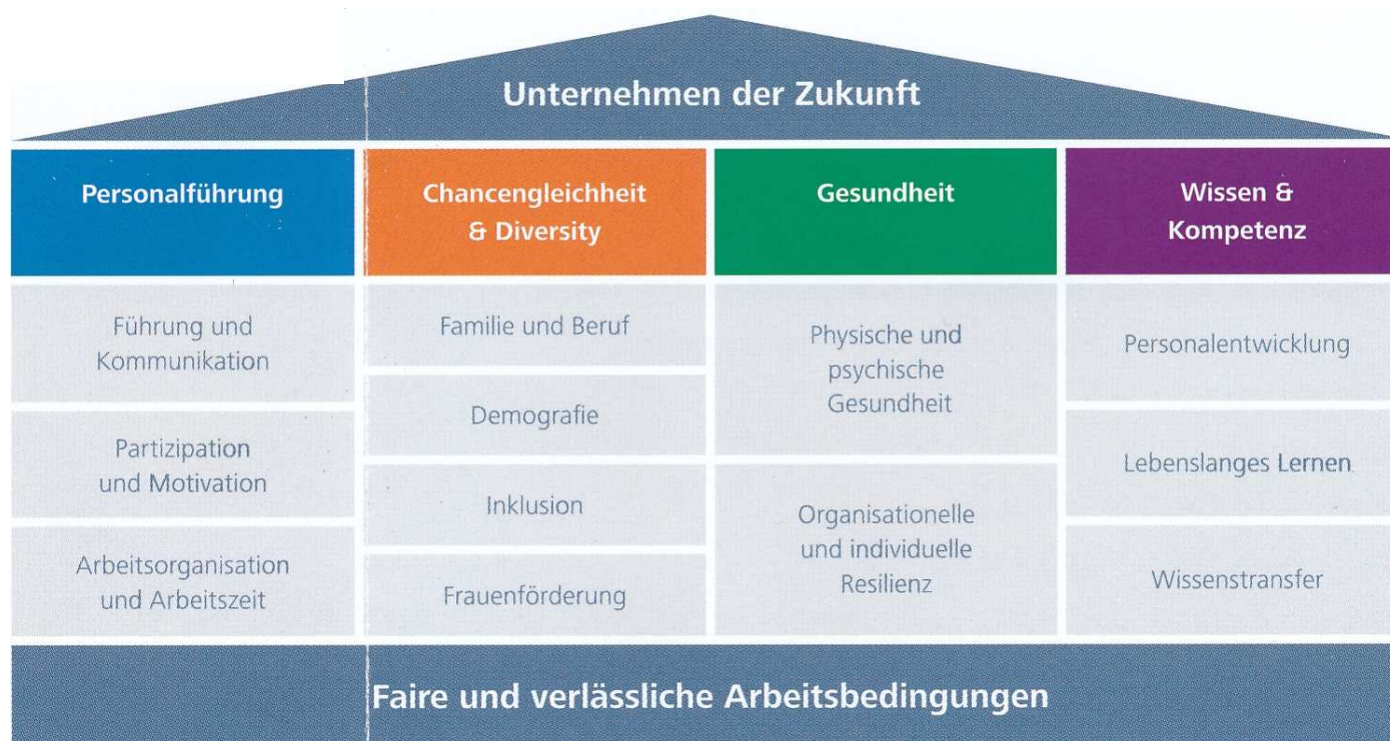 Unternehmen der Zukunft
Personalführung
Chancengleichheit
& Diversity
Gesundheit
Wissen &
Kompetenz
Führung und
Kommunikation
Partizipation
und Motivation
Arbeitsorganisation
und Arbeitszeit
Familie und Beruf
Demografie
Inklusion
Frauenförderung
Physische und
psychische
Gesundheit
Organisationelle
und individuelle
Resilienz
Personalentwicklung
Lebenslanges Lernen
Wissenstransfer
Faire und verlässliche Arbeitsbedingungen